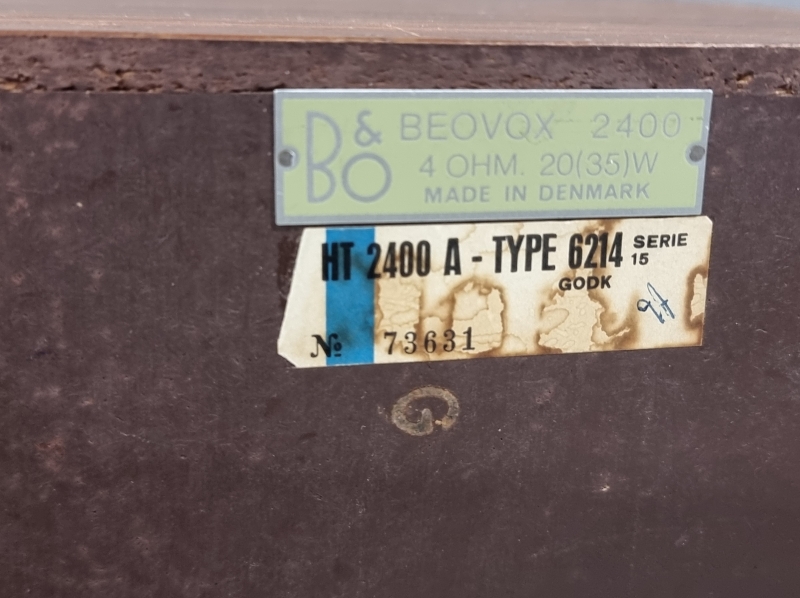 B&O BEOVOX 2400
4 OHM. 20(35)W
MADE IN DENMARK
HT 2400 A - TYPE 6214 SERIE 15
GODK
№ 73631
G